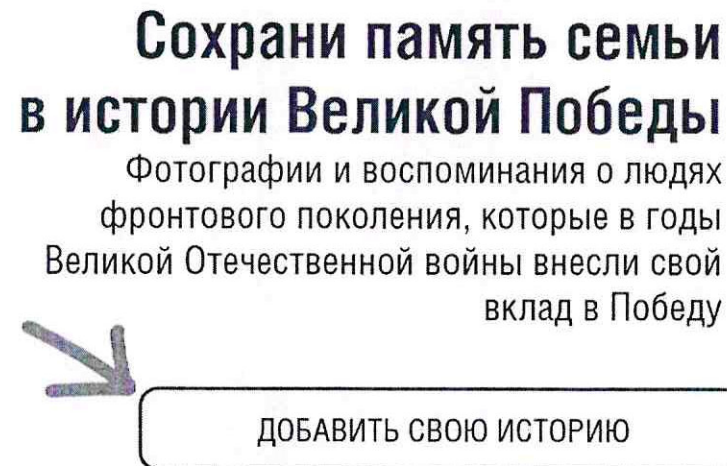 Сохрани память семьи
в истории Великой Победы
Фотографии и воспоминания о людях
фронтового поколения, которые в годы
Великой Отечественной войны внесли свой
вклад в Победу
ДОБАВИТЬ СВОЮ ИСТОРИЮ